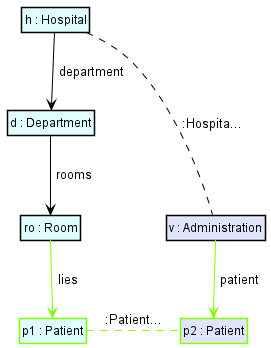 h : Hospital
department
:Hospita...
d : Department
rooms
ro : Room
v : Administration
lies
patient
:Patient...
p1 : Patient
p2 : Patient